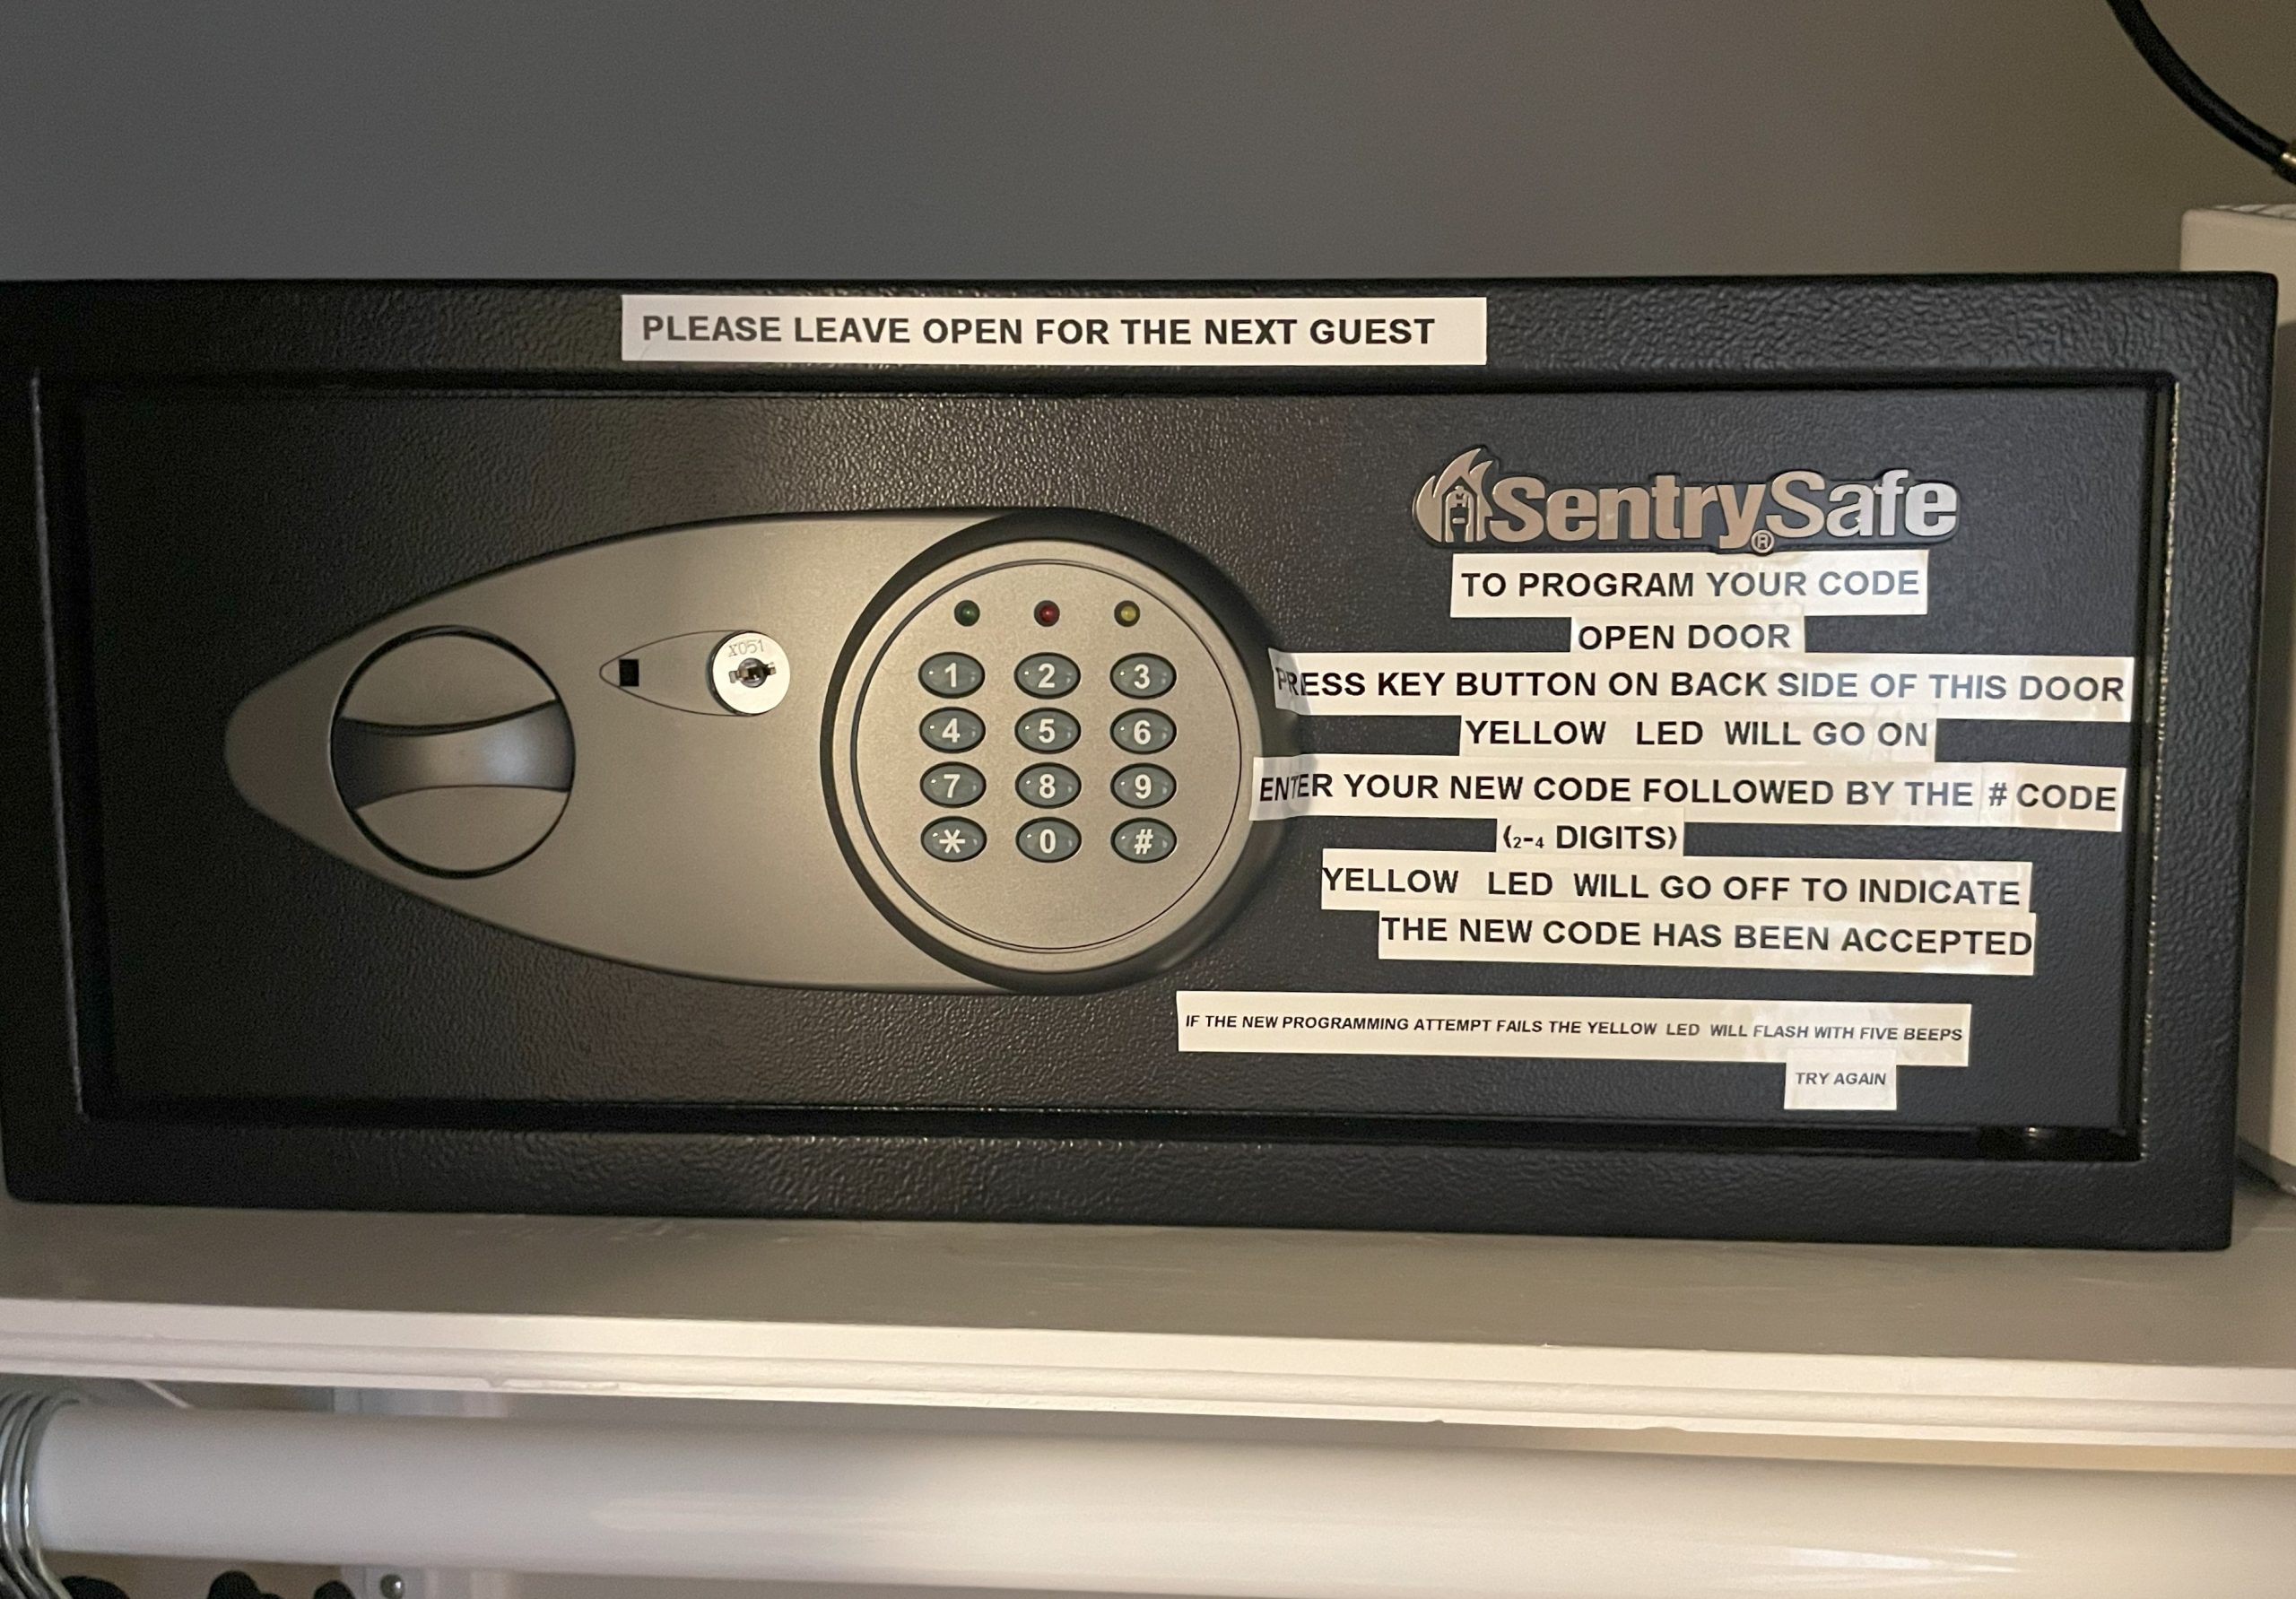 PLEASE LEAVE OPEN FOR THE NEXT GUEST
SentrySafe®
TO PROGRAM YOUR CODE
OPEN DOOR
PRESS KEY BUTTON ON BACK SIDE OF THIS DOOR
YELLOW LED WILL GO ON
ENTER YOUR NEW CODE FOLLOWED BY THE # CODE
(2-4 DIGITS)
YELLOW LED WILL GO OFF TO INDICATE
THE NEW CODE HAS BEEN ACCEPTED
IF THE NEW PROGRAMMING ATTEMPT FAILS THE YELLOW LED WILL FLASH WITH FIVE BEEPS
TRY AGAIN
X051
1 2 3
4 5 6
7 8 9
* 0 #